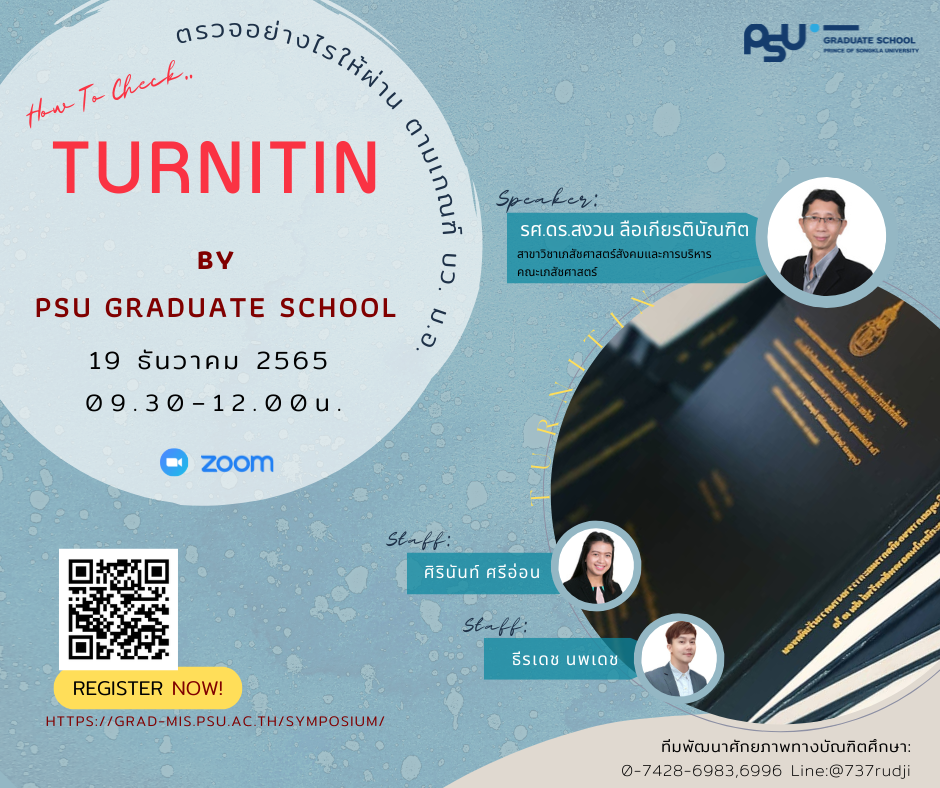 ตรวจอย่างไรให้ผ่าน ตามเกณฑ์ บว. ม.อ.
How To Check..
TURNITIN
BY
PSU GRADUATE SCHOOL
19 ธันวาคม 2565
09.30-12.00น.
zoom
PSU
GRADUATE SCHOOL
PRINCE OF SONGKLA UNIVERSITY
Speaker:
รศ.ดร.สงวน ลือเกียรติบัณฑิต
สาขาวิชาเภสัชศาสตร์สังคมและการบริหาร
คณะเภสัชศาสตร์
Staff:
ศิรินันท์ ศรีอ่อน
Staff:
ธีรเดช นพเดช
REGISTER NOW!
HTTPS://GRAD-MIS.PSU.AC.TH/SYMPOSIUM/
ทีมพัฒนาศักยภาพทางบัณฑิตศึกษา:
0-7428-6983,6996 Line:@737rudji